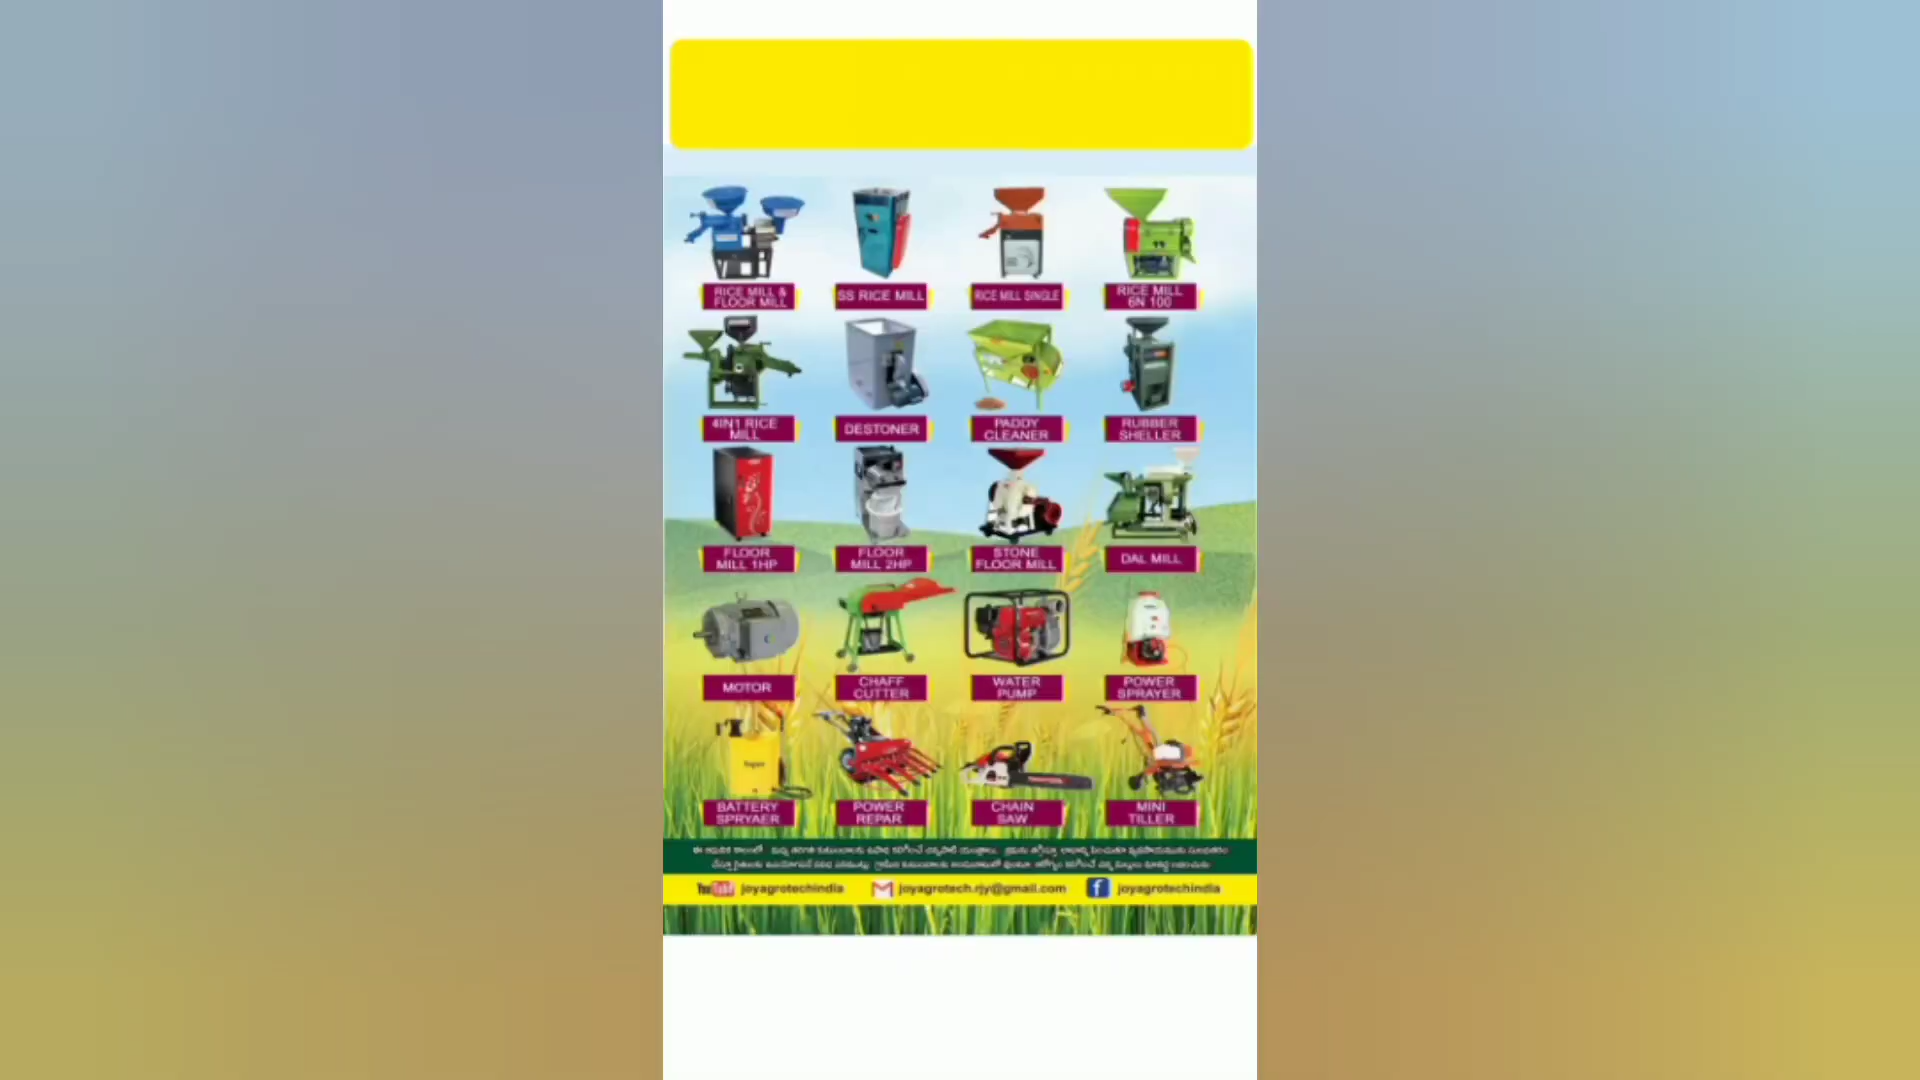 RICE MILL &
FLOOR MILL
SS RICE MILL
RICE MILL SINGLE
RICE MILL
6N 100
4IN1 RICE
MILL
DESTONER
PADDY
CLEANER
RUBBER
SHELLER
FLOOR
MILL 1HP
FLOOR
MILL 2HP
STONE
FLOOR MILL
DAL MILL
MOTOR
CHAFF
CUTTER
WATER
PUMP
POWER
SPRAYER
BATTERY
SPRYAER
POWER
REPAR
CHAIN
SAW
MINI
TILLER
YouTube joyagrotechindia joyagrotech.rjy@gmail.com f joyagrotechindia